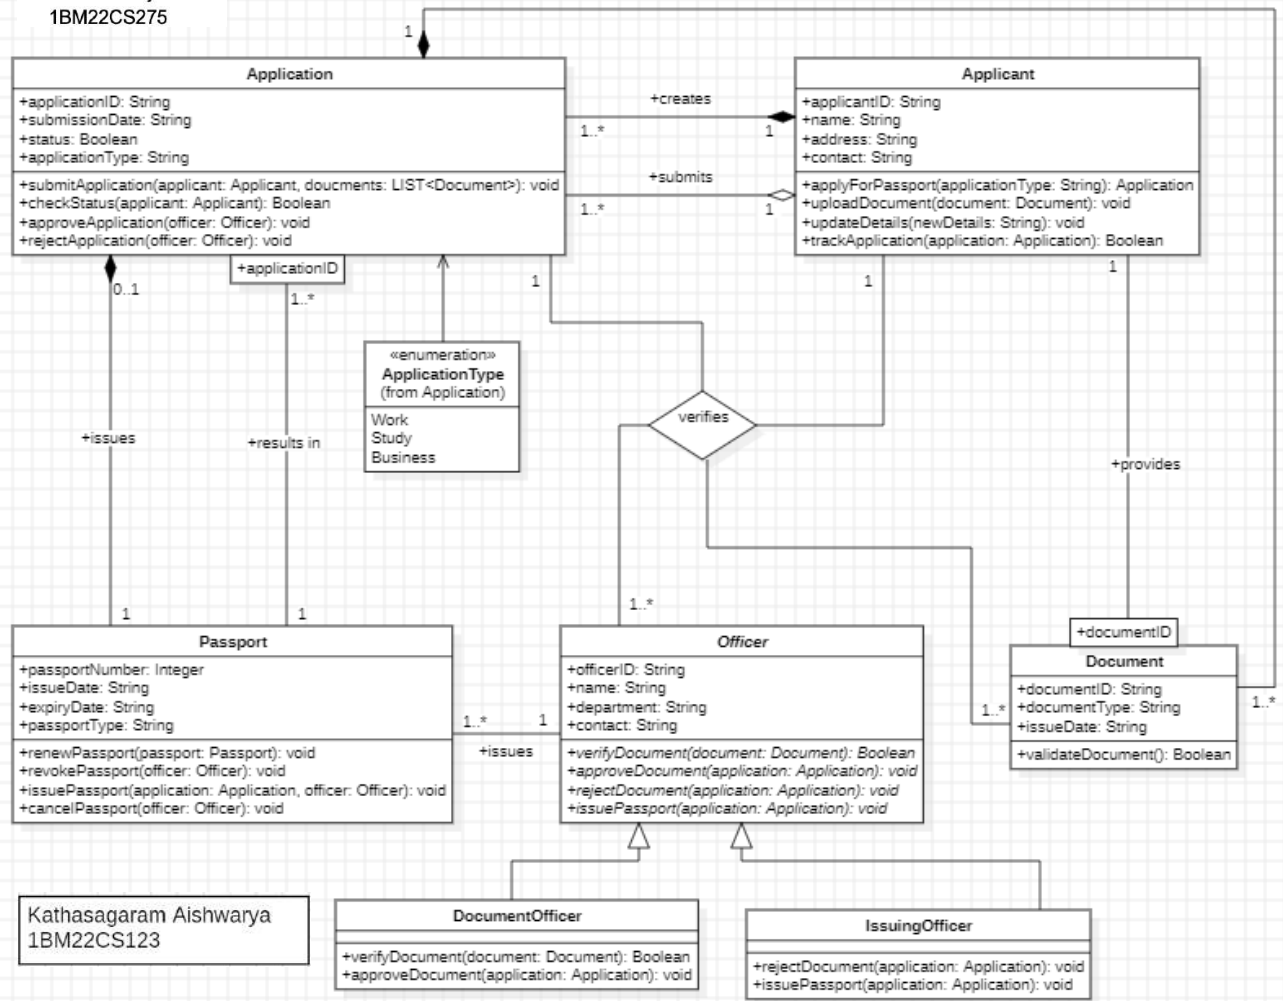 1BM22CS275
1
Application
+applicationID: String
+submissionDate: String
+status: Boolean
+applicationType: String
+submitApplication(applicant: Applicant, doucments: LIST<Document>): void
+checkStatus(applicant: Applicant): Boolean
+approveApplication(officer: Officer): void
+rejectApplication(officer: Officer): void
+applicationID
+creates
1..*
1
+submits
1..*
1
Applicant
+applicantID: String
+name: String
+address: String
+contact: String
+applyForPassport(applicationType: String): Application
+uploadDocument(document: Document): void
+updateDetails(newDetails: String): void
+trackApplication(application: Application): Boolean
0..1
1..*
1
1
1
«enumeration»
ApplicationType
(from Application)
Work
Study
Business
verifies
+issues
+results in
+provides
1
1
1..*
+documentID
Passport
+passportNumber: Integer
+issueDate: String
+expiryDate: String
+passportType: String
+renewPassport(passport: Passport): void
+revokePassport(officer: Officer): void
+issuePassport(application: Application, officer: Officer): void
+cancelPassport(officer: Officer): void
1..*
1
+issues
Officer
+officerID: String
+name: String
+department: String
+contact: String
+verifyDocument(document: Document): Boolean
+approveDocument(application: Application): void
+rejectDocument(application: Application): void
+issuePassport(application: Application): void
Document
+documentID: String
+documentType: String
+issueDate: String
+validateDocument(): Boolean
1..*
1..*
Kathasagaram Aishwarya
1BM22CS123
DocumentOfficer
+verifyDocument(document: Document): Boolean
+approveDocument(application: Application): void
IssuingOfficer
+rejectDocument(application: Application): void
+issuePassport(application: Application): void